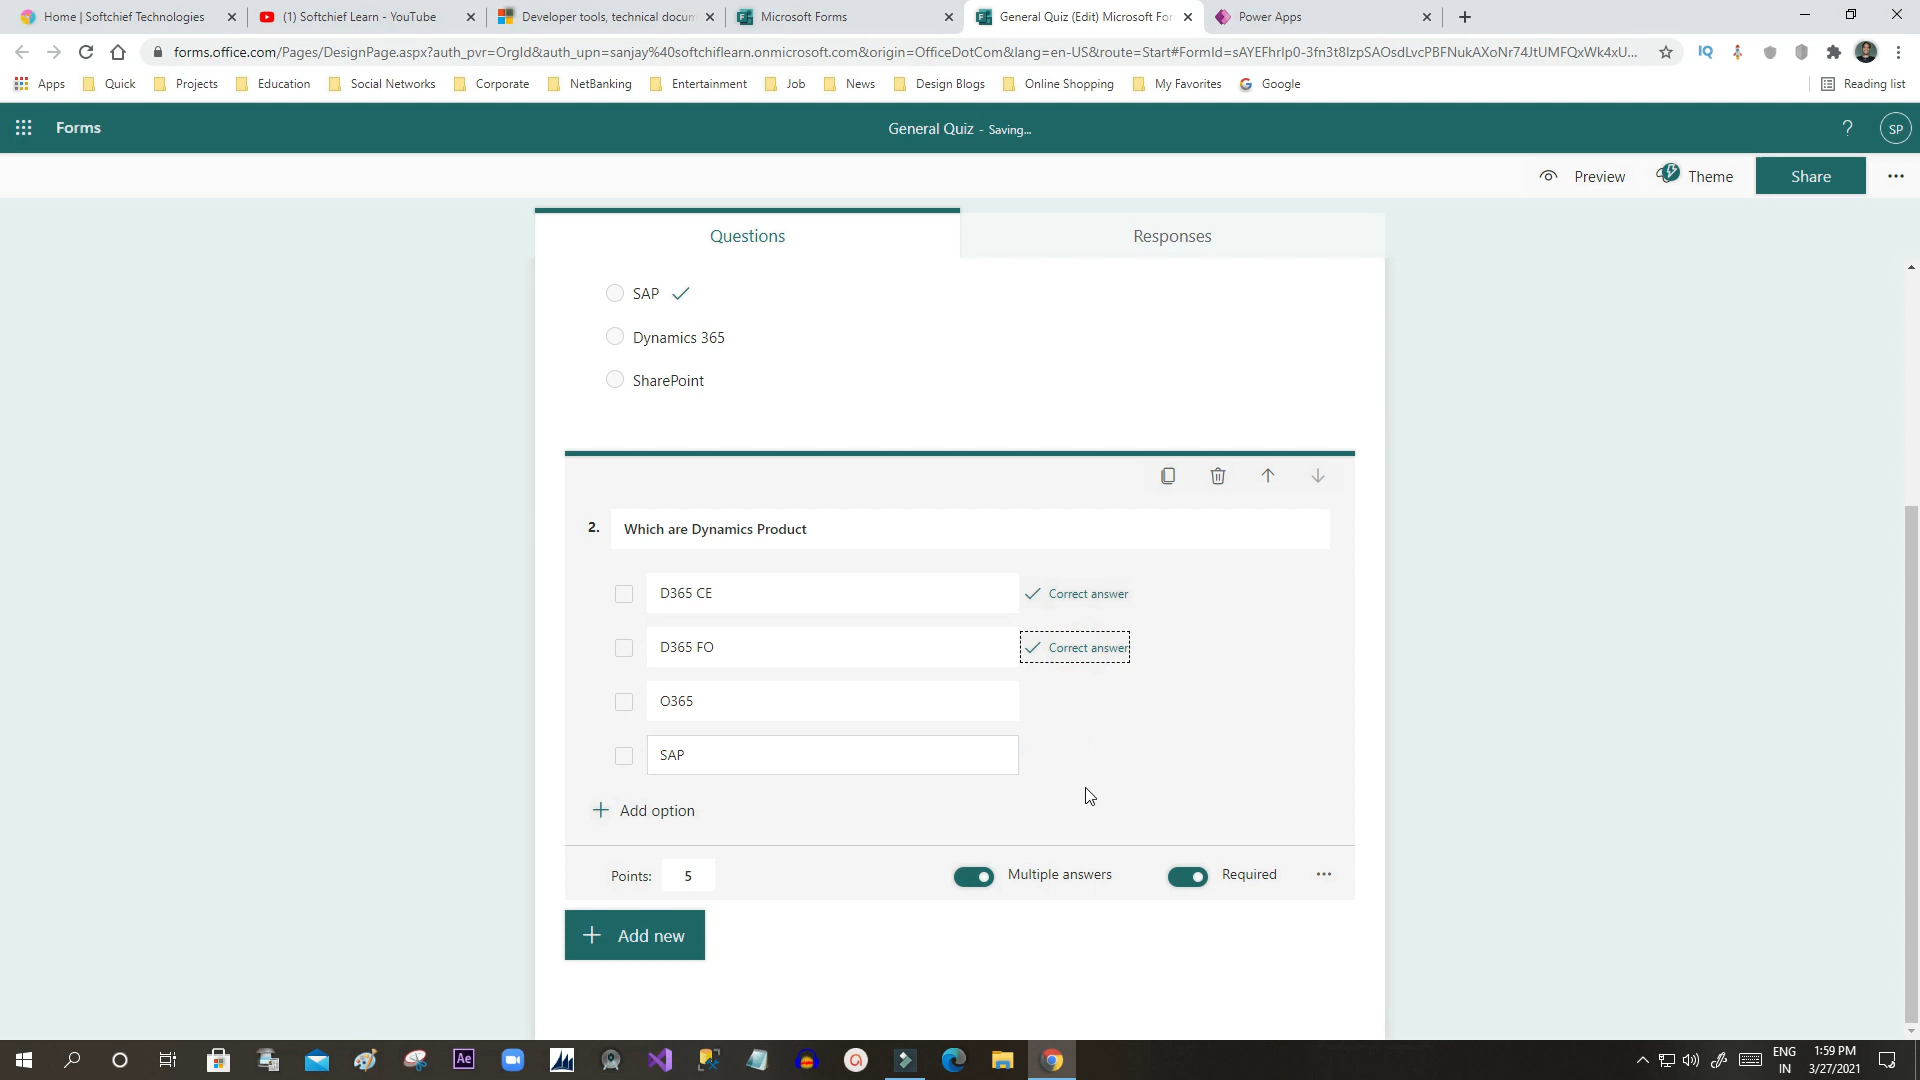 Home | Softchief Technologies
(1) Softchief Learn - YouTube
Developer tools, technical docum
Microsoft Forms
General Quiz (Edit) Microsoft For
Power Apps
forms.office.com/Pages/DesignPage.aspx?auth_pvr=OrgId&auth_upn=sanjay%40softchiflearn.onmicrosoft.com&origin=OfficeDotCom&lang=en-US&route=Start#FormId=sAYEFhrlp0-3fn3t8IzpSAOsdLvcPBFNukAXoNr74JtUMFQxWk4xU...
Apps
Quick
Projects
Education
Social Networks
Corporate
NetBanking
Entertainment
Job
News
Design Blogs
Online Shopping
My Favorites
Google
Reading list
Forms
General Quiz - Saving...
?
SP
Preview
Theme
Share
Questions
Responses
SAP
Dynamics 365
SharePoint
2. Which are Dynamics Product
D365 CE
Correct answer
D365 FO
Correct answer
O365
SAP
Add option
Points: 5
Multiple answers
Required
Add new
ENG
IN
1:59 PM
3/27/2021